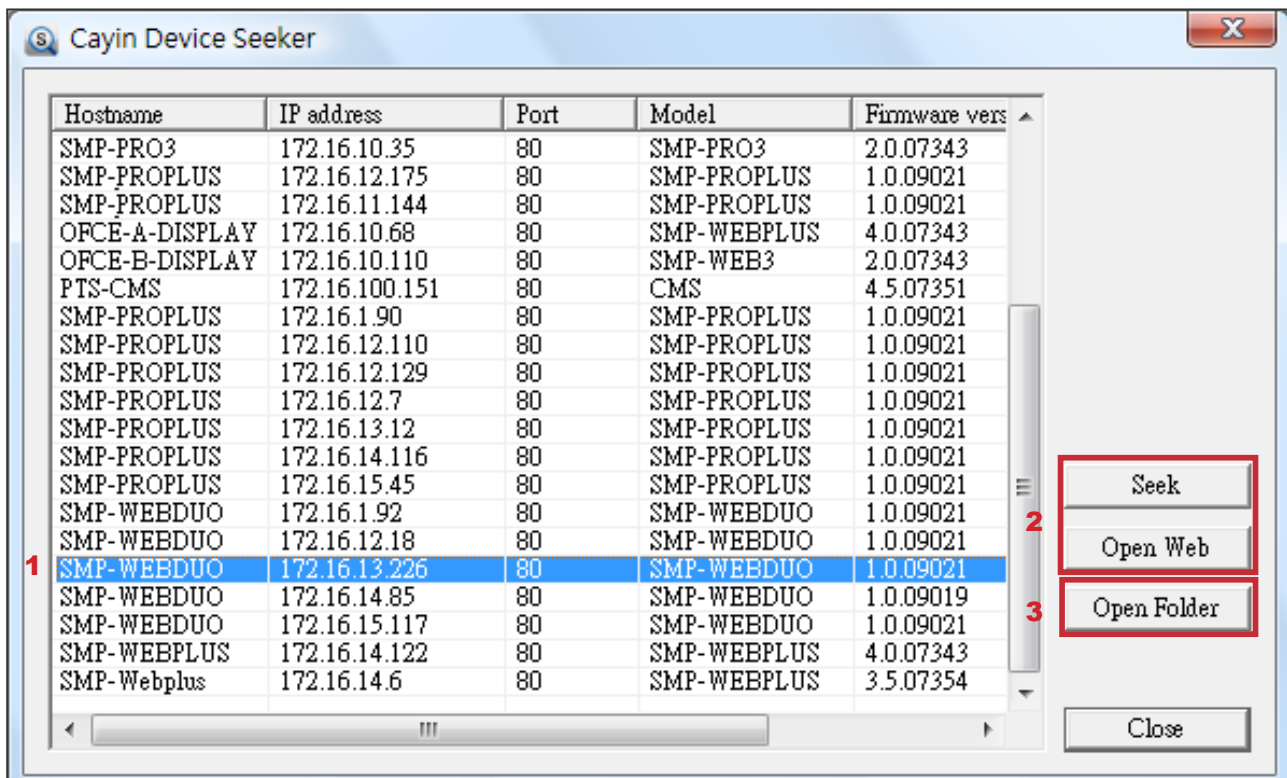 Cayin Device Seeker
Hostname IP address Port Model Firmware vers
SMP-PRO3 172.16.10.35 80 SMP-PRO3 2.0.07343
SMP-PROPLUS 172.16.12.175 80 SMP-PROPLUS 1.0.09021
SMP-PROPLUS 172.16.11.144 80 SMP-PROPLUS 1.0.09021
OFCE-A-DISPLAY 172.16.10.68 80 SMP-WEBPLUS 4.0.07343
OFCE-B-DISPLAY 172.16.10.110 80 SMP-WEB3 2.0.07343
PTS-CMS 172.16.100.151 80 CMS 4.5.07351
SMP-PROPLUS 172.16.1.90 80 SMP-PROPLUS 1.0.09021
SMP-PROPLUS 172.16.12.110 80 SMP-PROPLUS 1.0.09021
SMP-PROPLUS 172.16.12.129 80 SMP-PROPLUS 1.0.09021
SMP-PROPLUS 172.16.12.7 80 SMP-PROPLUS 1.0.09021
SMP-PROPLUS 172.16.13.12 80 SMP-PROPLUS 1.0.09021
SMP-PROPLUS 172.16.14.116 80 SMP-PROPLUS 1.0.09021
SMP-PROPLUS 172.16.15.45 80 SMP-PROPLUS 1.0.09021
SMP-WEBDUO 172.16.1.92 80 SMP-WEBDUO 1.0.09021
SMP-WEBDUO 172.16.12.18 80 SMP-WEBDUO 1.0.09021
1 SMP-WEBDUO 172.16.13.226 80 SMP-WEBDUO 1.0.09021
SMP-WEBDUO 172.16.14.85 80 SMP-WEBDUO 1.0.09019
SMP-WEBDUO 172.16.15.117 80 SMP-WEBDUO 1.0.09021
SMP-WEBPLUS 172.16.14.122 80 SMP-WEBPLUS 4.0.07343
SMP-Webplus 172.16.14.6 80 SMP-WEBPLUS 3.5.07354
Seek
2
Open Web
3 Open Folder
Close